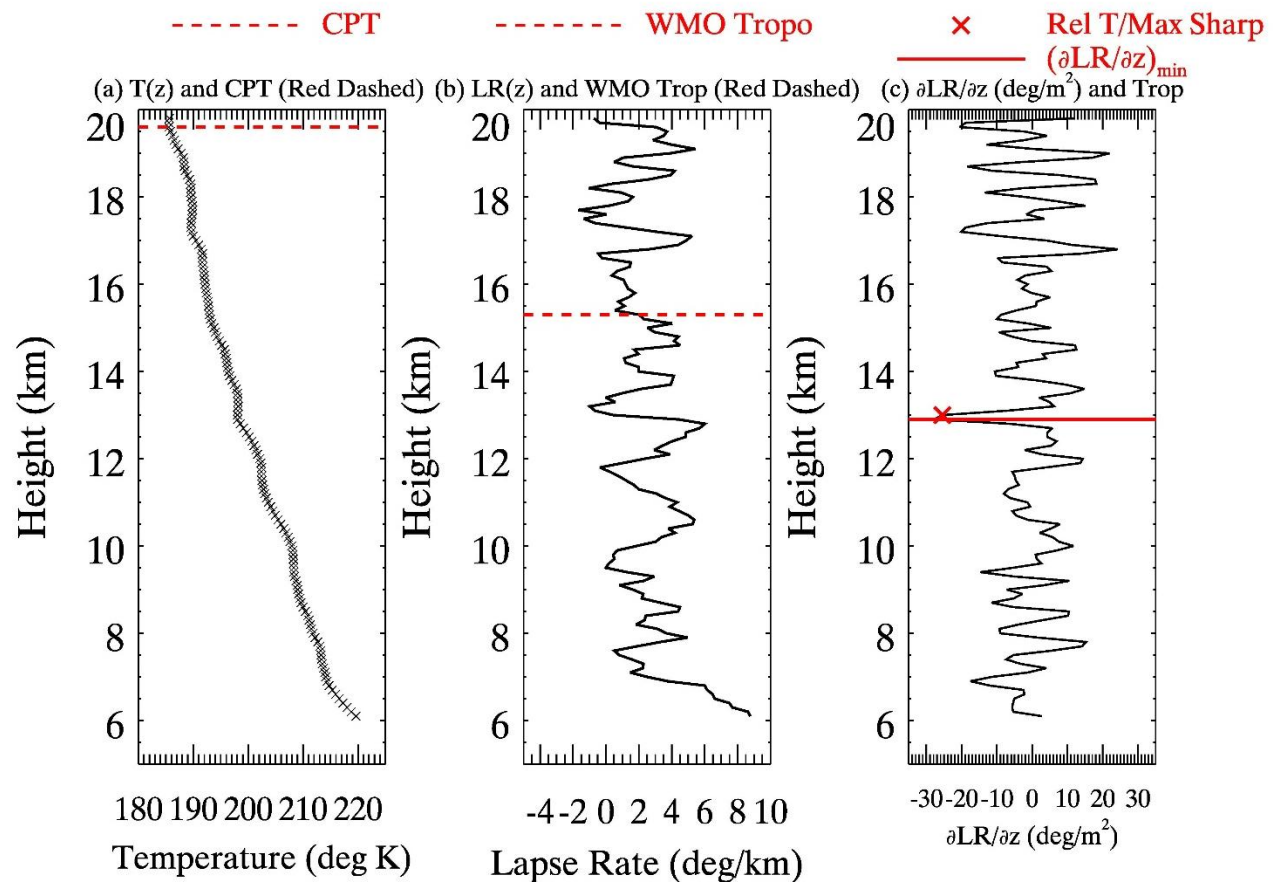 CPT
WMO Tropo
Rel T/Max Sharp
(∂LR/∂z)min
(a) T(z) and CPT (Red Dashed)
(b) LR(z) and WMO Trop (Red Dashed)
(c) ∂LR/∂z (deg/m²) and Trop
20
18
16
14
12
10
8
6
Height (km)
180 190 200 210 220
Temperature (deg K)
20
18
16
14
12
10
8
6
Height (km)
-4 -2 0 2 4 6 8 10
Lapse Rate (deg/km)
20
18
16
14
12
10
8
6
Height (km)
-30 -20 -10 0 10 20 30
∂LR/∂z (deg/m²)